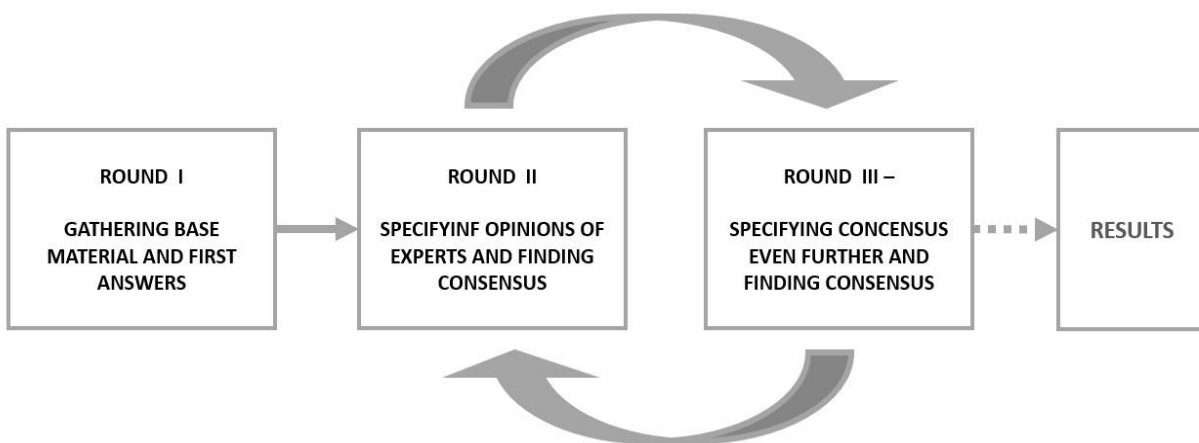 ROUND I
GATHERING BASE
MATERIAL AND FIRST
ANSWERS
ROUND II
SPECIFYINF OPINIONS OF
EXPERTS AND FINDING
CONSENSUS
ROUND III –
SPECIFYING CONCENSUS
EVEN FURTHER AND
FINDING CONSENSUS
RESULTS